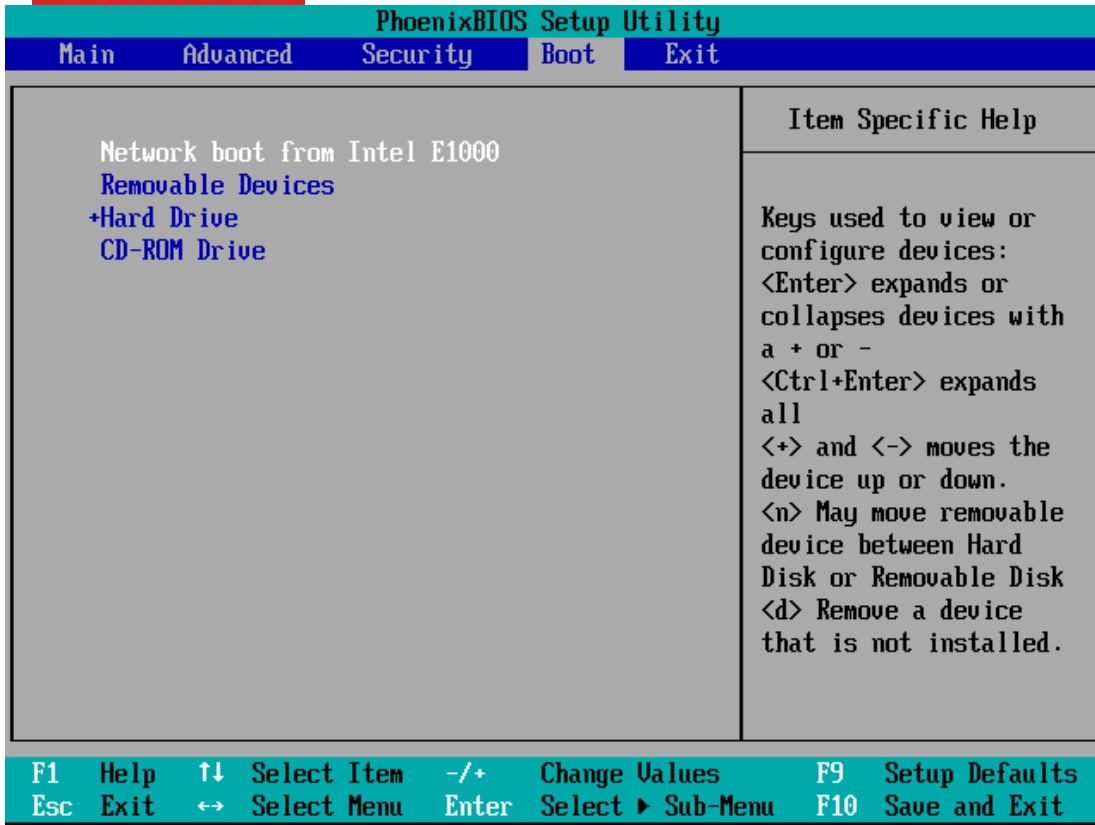 PhoenixBIOS Setup Utility
Main Advanced Security Boot Exit
Network boot from Intel E1000
Removable Devices
+Hard Drive
CD-ROM Drive
Item Specific Help
Keys used to view or
configure devices:
<Enter> expands or
collapses devices with
a + or -
<Ctrl+Enter> expands
all
<+> and <-> moves the
device up or down.
<n> May move removable
device between Hard
Disk or Removable Disk
<d> Remove a device
that is not installed.
F1 Help ↑↓ Select Item -/+ Change Values F9 Setup Defaults
Esc Exit ↔ Select Menu Enter Select ▶ Sub-Menu F10 Save and Exit